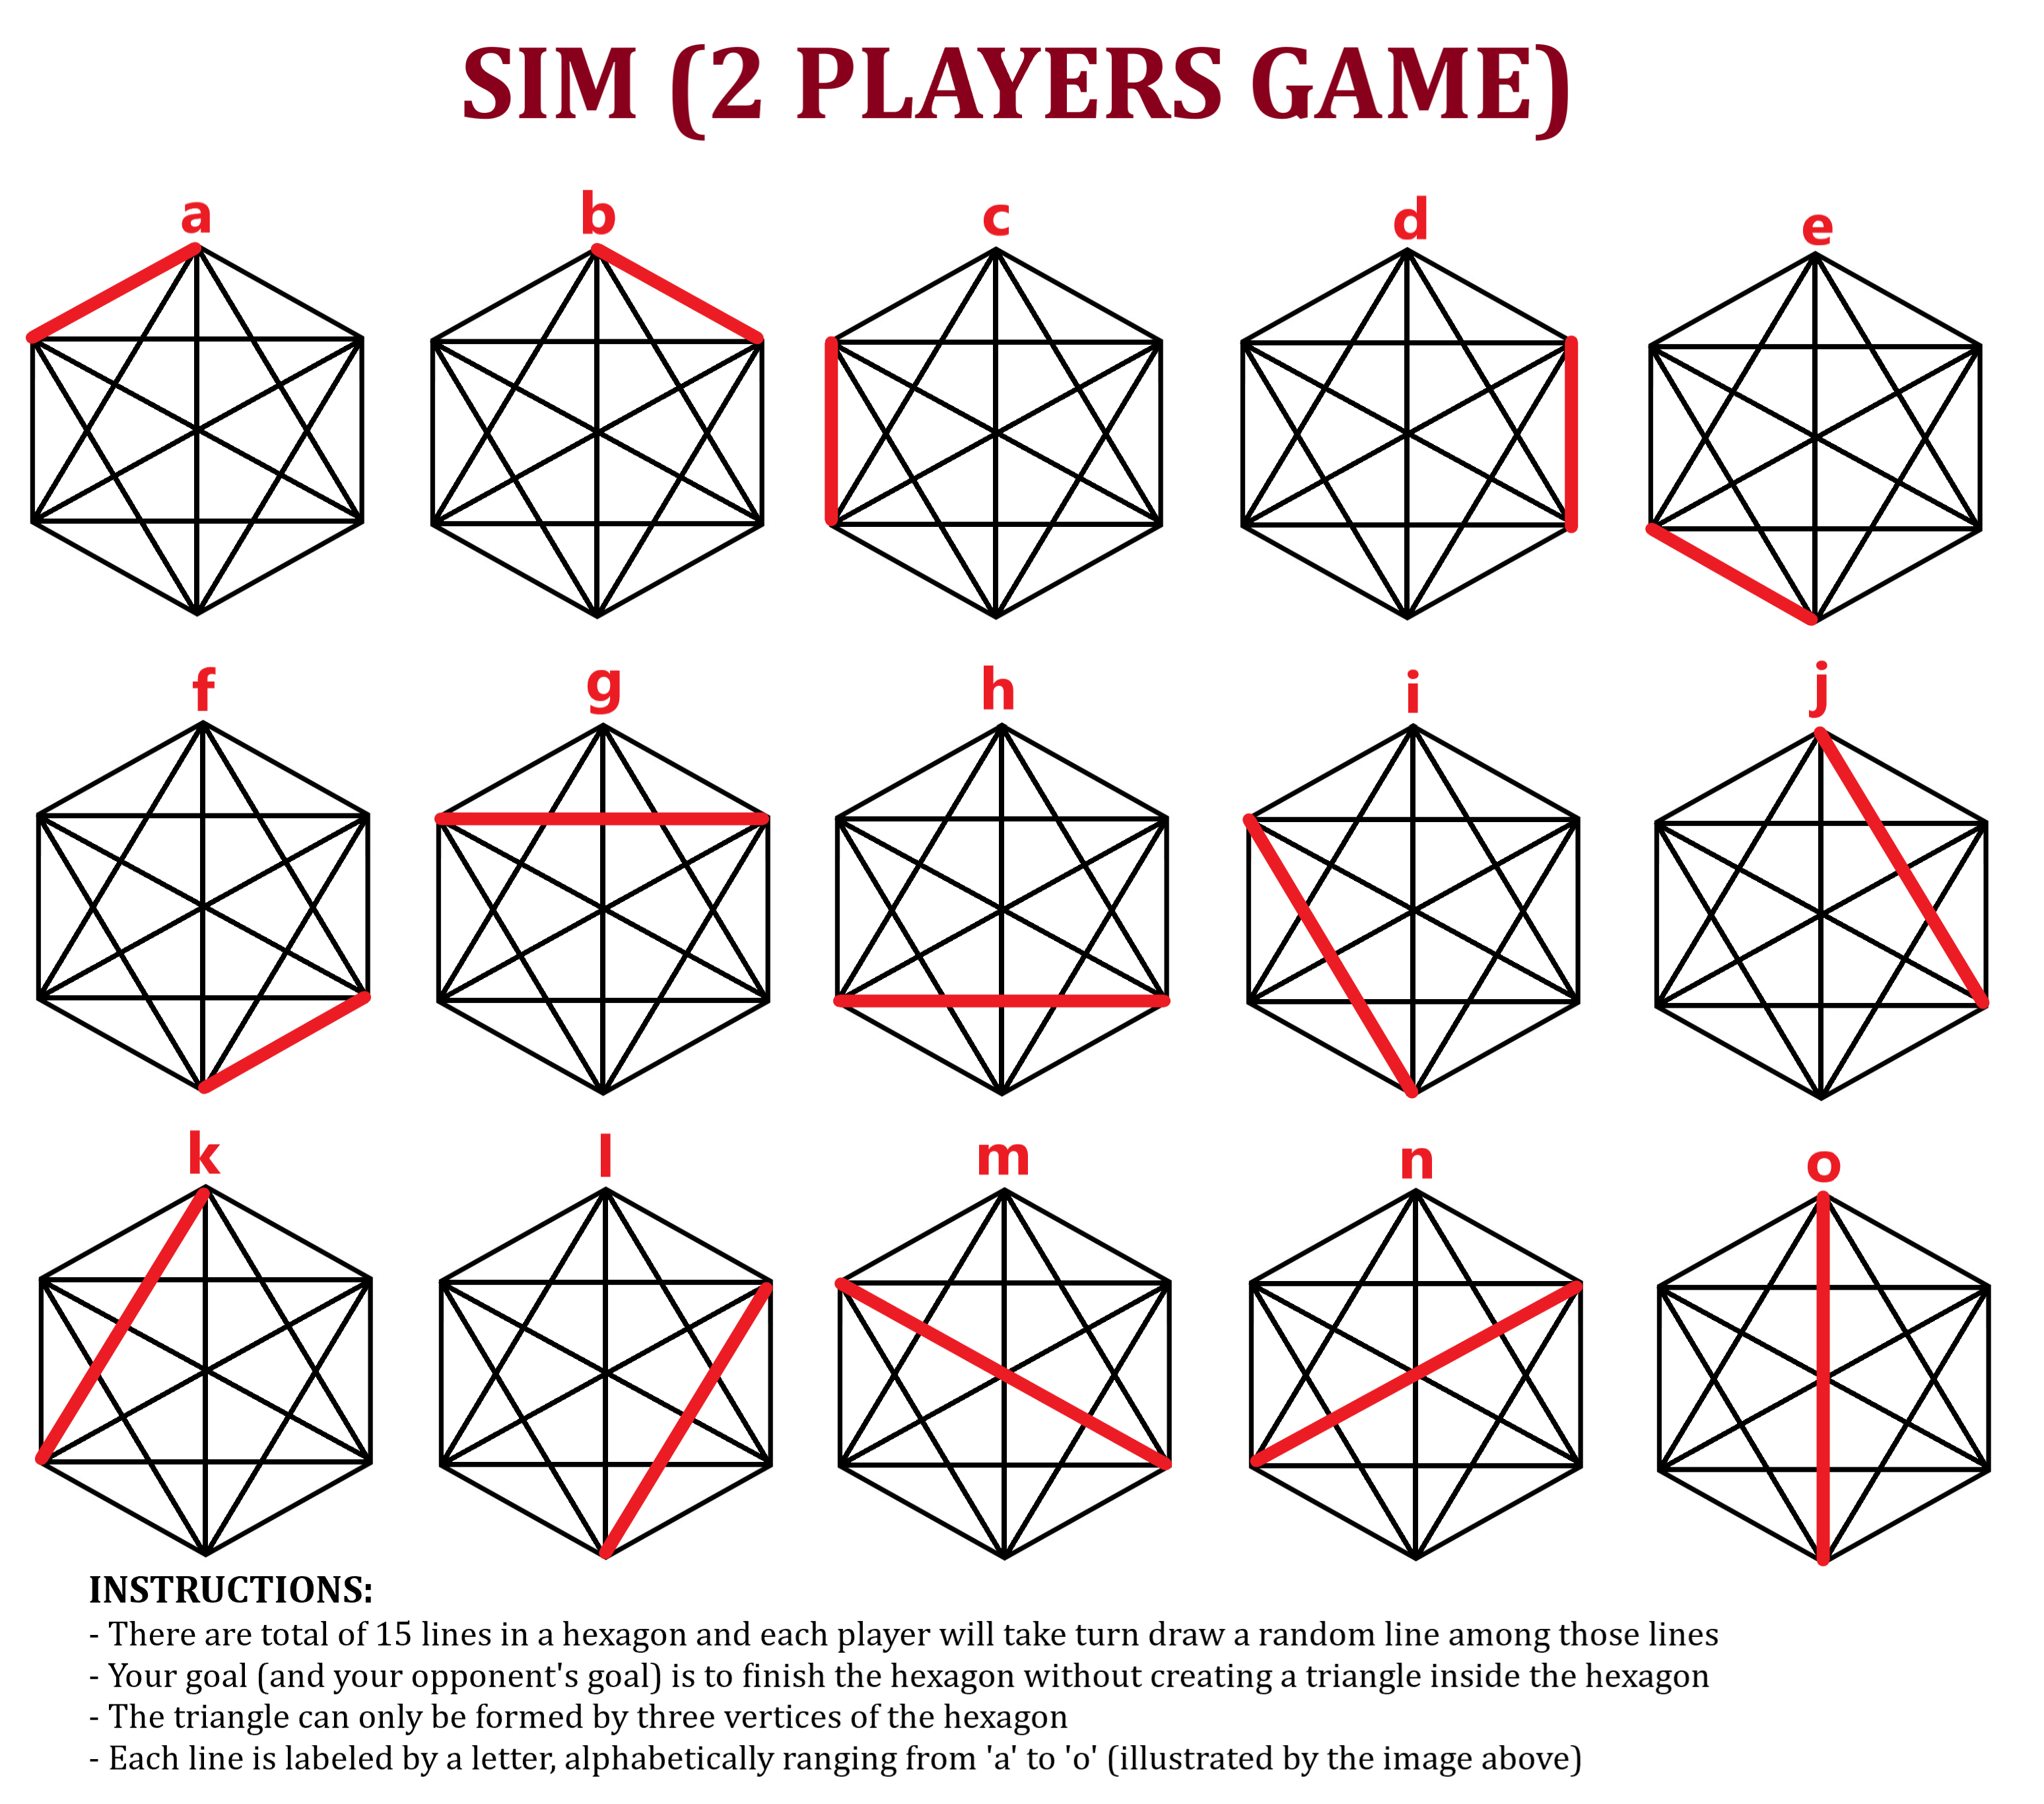 SIM (2 PLAYERS GAME)
a b c d e
f g h i j
k l m n o
INSTRUCTIONS:
- There are total of 15 lines in a hexagon and each player will take turn draw a random line among those lines
- Your goal (and your opponent's goal) is to finish the hexagon without creating a triangle inside the hexagon
- The triangle can only be formed by three vertices of the hexagon
- Each line is labeled by a letter, alphabetically ranging from 'a' to 'o' (illustrated by the image above)